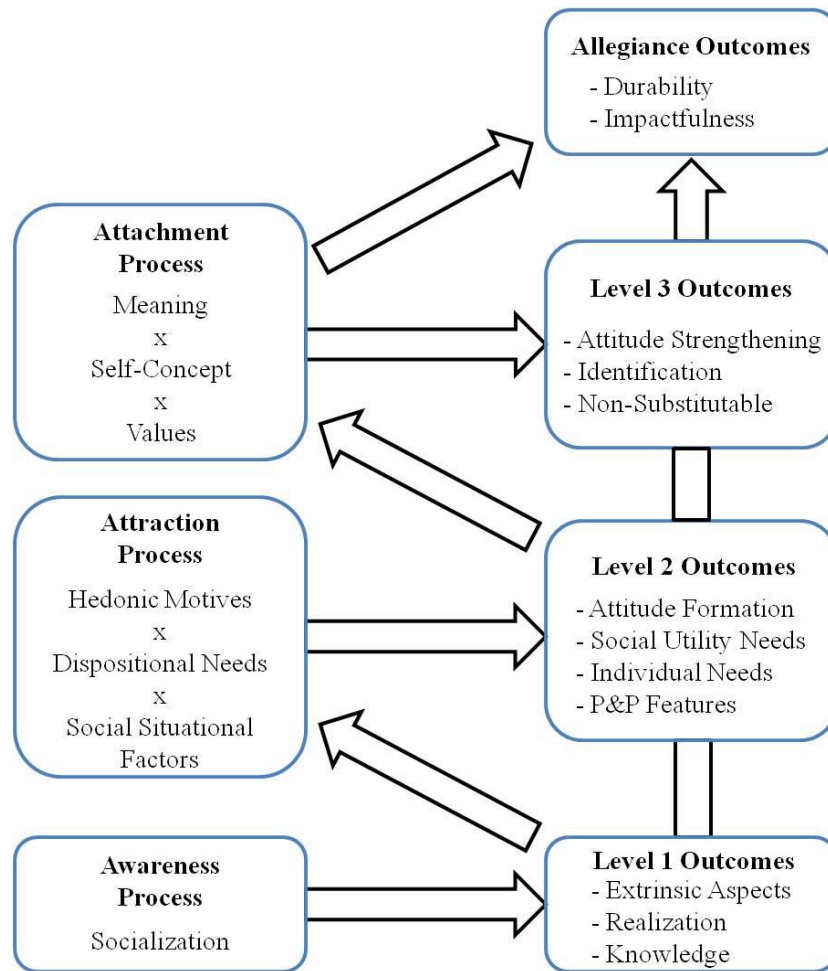 Allegiance Outcomes
- Durability
- Impactfulness
Attachment
Process
Meaning
x
Self-Concept
x
Values
Level 3 Outcomes
- Attitude Strengthening
- Identification
- Non-Substitutable
Attraction
Process
Hedonic Motives
x
Dispositional Needs
x
Social Situational
Factors
Level 2 Outcomes
- Attitude Formation
- Social Utility Needs
- Individual Needs
- P&P Features
Awareness
Process
Socialization
Level 1 Outcomes
- Extrinsic Aspects
- Realization
- Knowledge